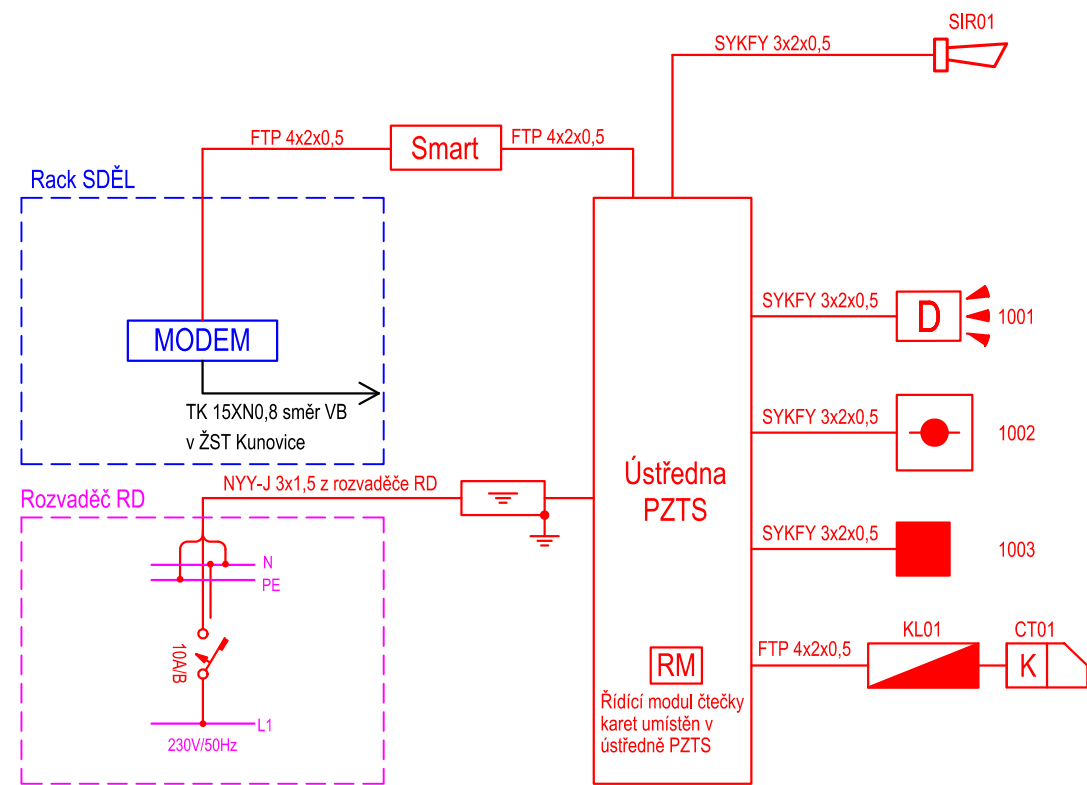 SIR01
SYKFY 3x2x0,5
FTP 4x2x0,5
Smart
FTP 4x2x0,5
Rack SDĚL
MODEM
TK 15XN0,8 směr VB
v ŽST Kunovice
SYKFY 3x2x0,5
D
1001
SYKFY 3x2x0,5
1002
Ústředna
PZTS
SYKFY 3x2x0,5
1003
NYY-J 3x1,5 z rozvaděče RD
Rozvaděč RD
N
PE
10A/B
L1
230V/50Hz
RM
Řídící modul čtečky
karet umístěn v
ústředně PZTS
FTP 4x2x0,5
KL01
CT01
K